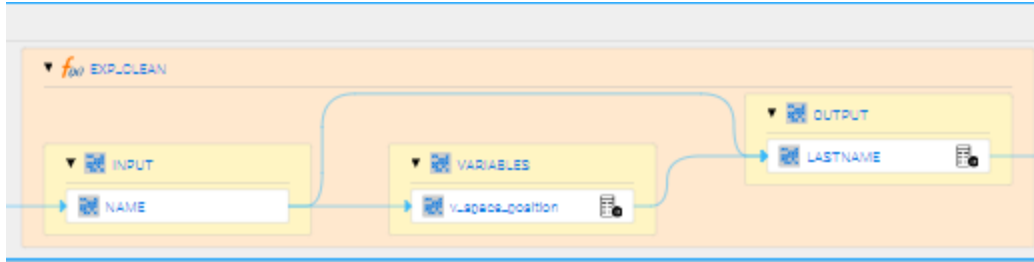 f(x) EXP_CLEAN
OUTPUT
LASTNAME
INPUT
NAME
VARIABLES
v_space_position